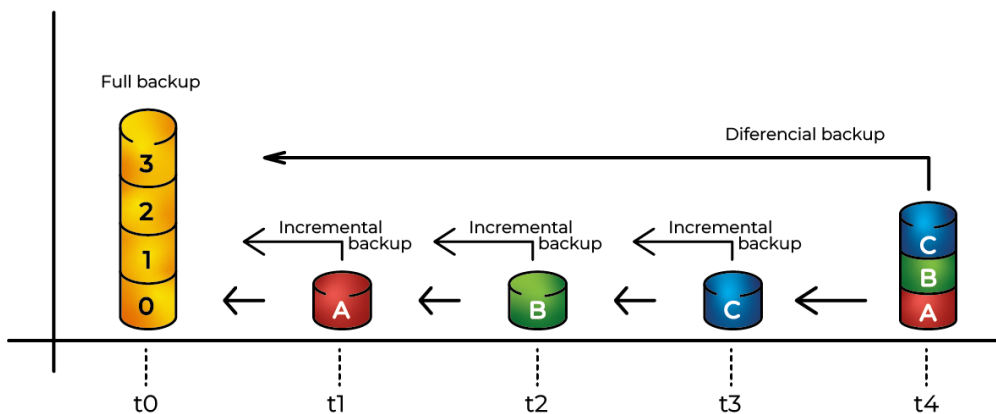 Full backup
Diferencial backup
3
2
1
0
Incremental
backup
Incremental
backup
Incremental
backup
A
B
C
C
B
A
t0
t1
t2
t3
t4